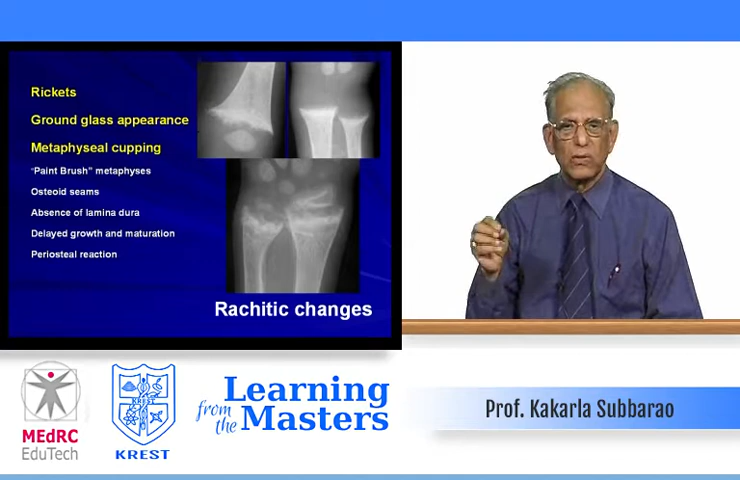 Rickets
Ground glass appearance
Metaphyseal cupping
“Paint Brush” metaphyses
Osteoid seams
Absence of lamina dura
Delayed growth and maturation
Periosteal reaction
Rachitic changes
MEdRC
EduTech
KREST
KREST
Learning
from the Masters
Prof. Kakarla Subbarao